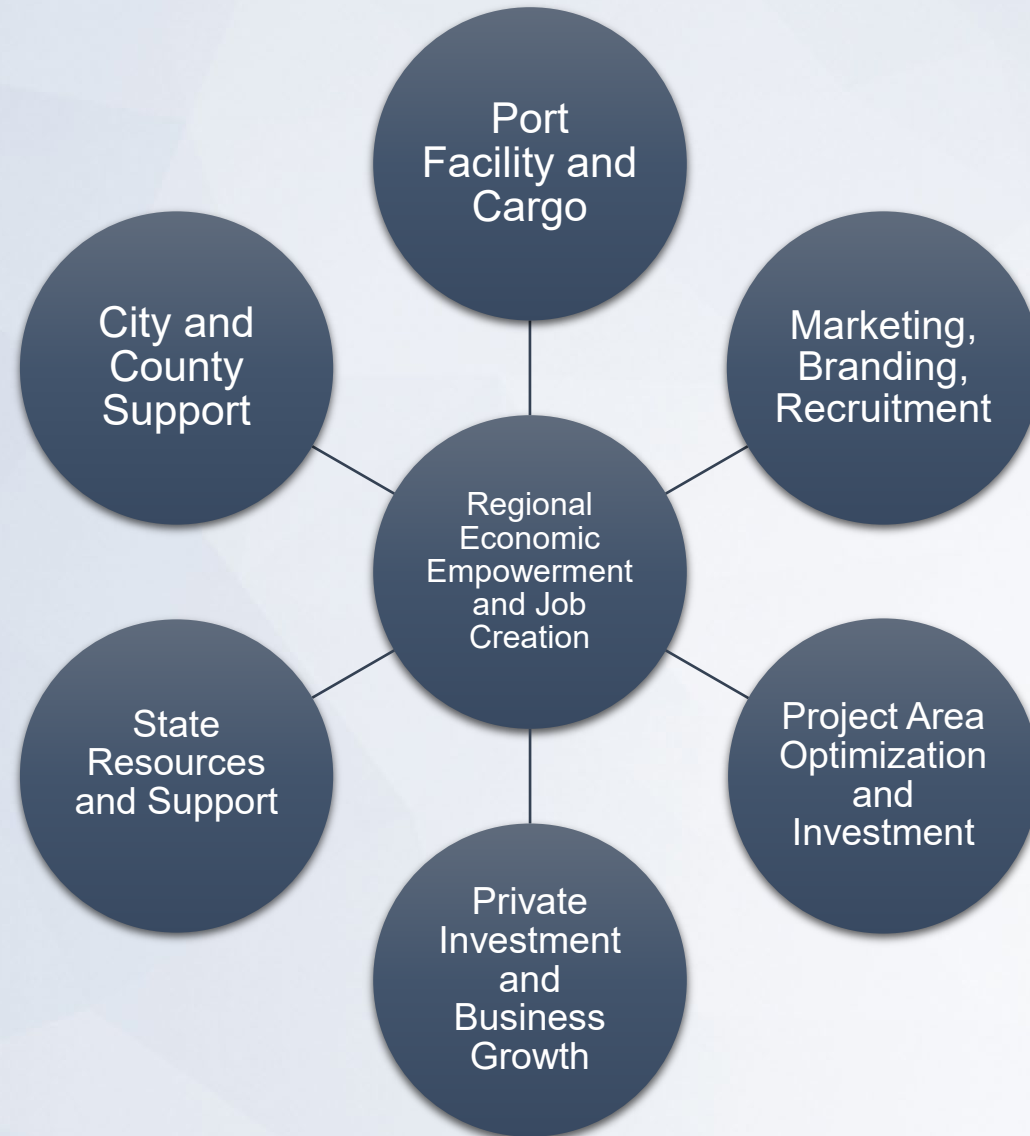 Port
Facility and
Cargo
City and
County
Support
Marketing,
Branding,
Recruitment
Regional
Economic
Empowerment
and Job
Creation
State
Resources
and Support
Project Area
Optimization
and
Investment
Private
Investment
and
Business
Growth